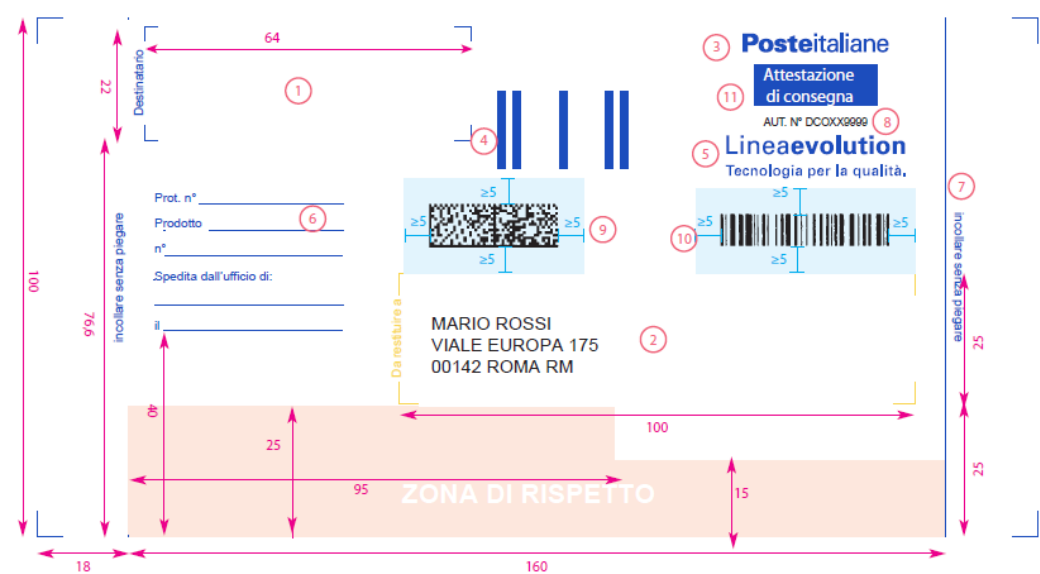 64
3
Posteitaliane
Destinatario
22
1
Attestazione
di consegna
11
AUT. N° DCOXX9999
8
4
5
Lineaevolution
Tecnologia per la qualità.
7
≥5
≥5
≥5
≥5
9
≥5
≥5
≥5
≥5
10
Prot. n°
6
Prodotto
n°
Spedita dall'ufficio di:
il
incollare senza piegare
incollare senza piegare
100
76,6
Da restituire a
MARIO ROSSI
VIALE EUROPA 175
00142 ROMA RM
2
25
40
100
25
25
95
ZONA DI RISPETTO
15
18
160